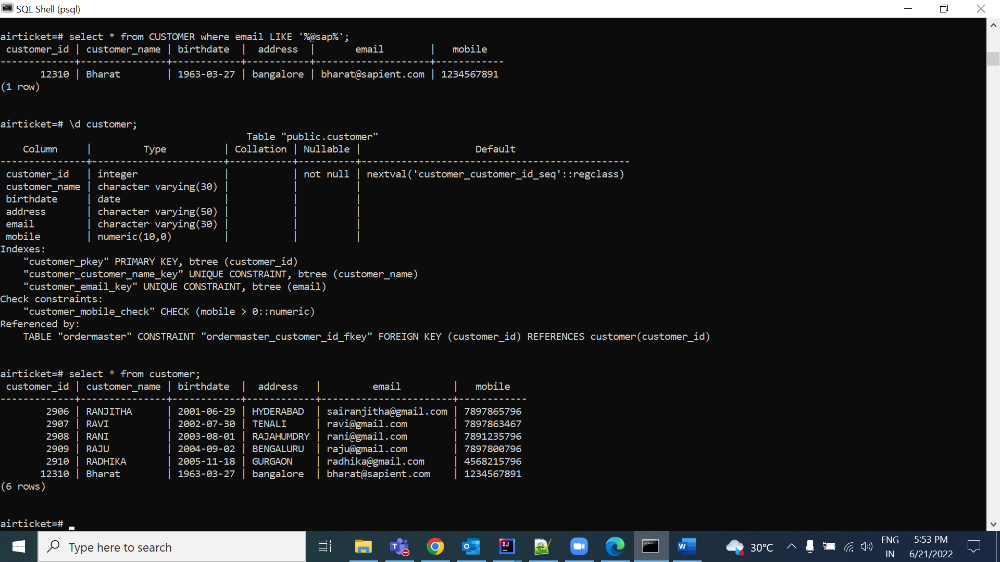 SQL Shell (psql)
airticket=# select * from CUSTOMER where email LIKE '%@sap%';
 customer_id | customer_name | birthdate  |  address  |       email        |   mobile
-------------+---------------+------------+-----------+--------------------+------------
       12310 | Bharat        | 1963-03-27 | bangalore | bharat@sapient.com | 1234567891
(1 row)
airticket=# \d customer;
                                           Table "public.customer"
    Column     |         Type          | Collation | Nullable |                    Default
---------------+-----------------------+-----------+----------+-----------------------------------------------
 customer_id   | integer               |           | not null | nextval('customer_customer_id_seq'::regclass)
 customer_name | character varying(30) |           |          |
 birthdate     | date                  |           |          |
 address       | character varying(50) |           |          |
 email         | character varying(30) |           |          |
 mobile        | numeric(10,0)         |           |          |
Indexes:
    "customer_pkey" PRIMARY KEY, btree (customer_id)
    "customer_customer_name_key" UNIQUE CONSTRAINT, btree (customer_name)
    "customer_email_key" UNIQUE CONSTRAINT, btree (email)
Check constraints:
    "customer_mobile_check" CHECK (mobile > 0::numeric)
Referenced by:
    TABLE "ordermaster" CONSTRAINT "ordermaster_customer_id_fkey" FOREIGN KEY (customer_id) REFERENCES customer(customer_id)
airticket=# select * from customer;
 customer_id | customer_name | birthdate  |  address   |         email         |   mobile
-------------+---------------+------------+------------+-----------------------+------------
        2906 | RANJITHA      | 2001-06-29 | HYDERABAD  | sairanjitha@gmail.com | 7897865796
        2907 | RAVI          | 2002-07-30 | TENALI     | ravi@gmail.com        | 7897863467
        2908 | RANI          | 2003-08-01 | RAJAHUMDRY | rani@gmail.com        | 7891235796
        2909 | RAJU          | 2004-09-02 | BENGALURU  | raju@gmail.com        | 7897800796
        2910 | RADHIKA       | 2005-11-18 | GURGAON    | radhika@gmail.com     | 4568215796
       12310 | Bharat        | 1963-03-27 | bangalore  | bharat@sapient.com    | 1234567891
(6 rows)
airticket=#
Type here to search
30°C
ENG
IN
5:53 PM
6/21/2022